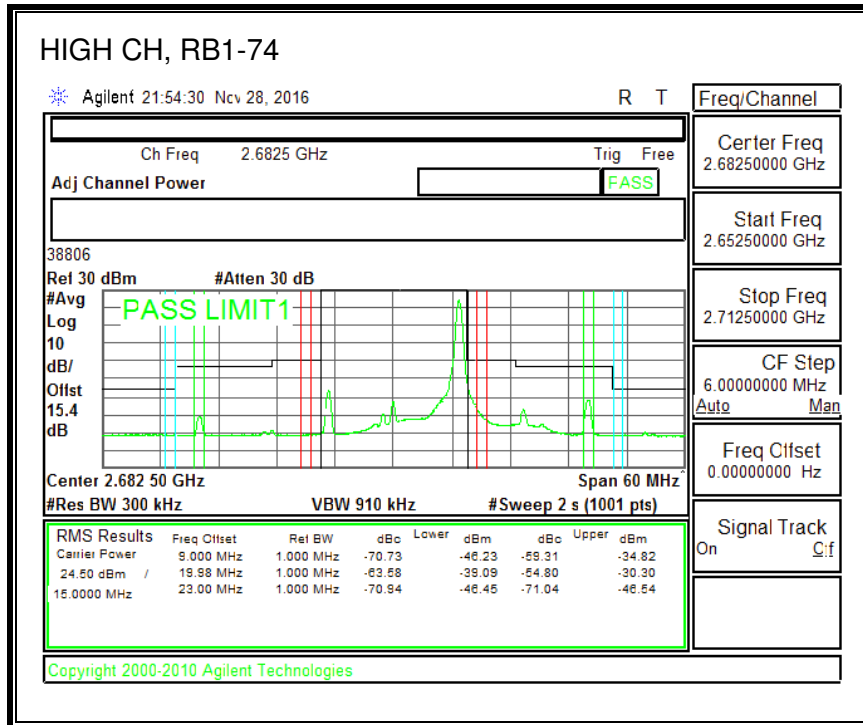 HIGH CH, RB1-74
Agilent 21:54:30 Nov 28, 2016 R T
Freq/Channel
Ch Freq 2.6825 GHz Trig Free
Adj Channel Power FASS
Center Freq
2.68250000 GHz
Start Freq
2.65250000 GHz
Stop Freq
2.71250000 GHz
CF Step
6.00000000 MHz
Auto Man
Freq Offset
0.00000000 Hz
Signal Track
On Off
38806
Ref 30 dBm #Atten 30 dB
#Avg
Log
10
dB/
Offst
15.4
dB
PASS LIMIT1
Center 2.682 50 GHz Span 60 MHz
#Res BW 300 kHz VBW 910 kHz #Sweep 2 s (1001 pts)
RMS Results Freq Offset Ref BW dBc Lower dBm dBc Upper dBm
Carrier Power 9.000 MHz 1.000 MHz -70.73 -46.23 -59.31 -34.82
24.50 dBm / 19.98 MHz 1.000 MHz -63.58 -39.09 -54.80 -30.30
15.0000 MHz 23.00 MHz 1.000 MHz -70.94 -46.45 -71.04 -46.54
Copyright 2000-2010 Agilent Technologies